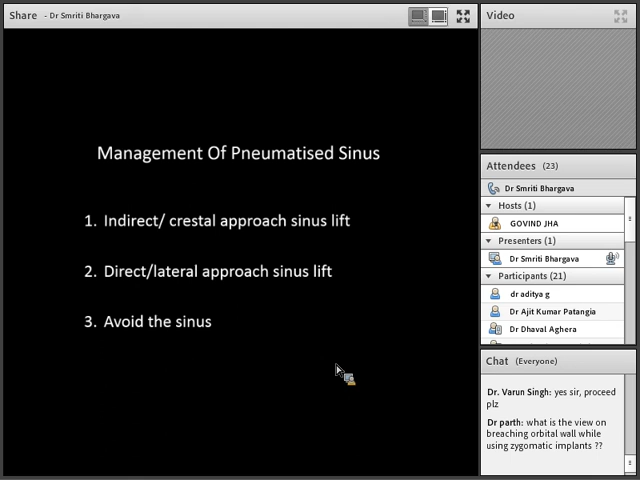 Share - Dr Smriti Bhargava
Management Of Pneumatised Sinus
1. Indirect/ crestal approach sinus lift
2. Direct/lateral approach sinus lift
3. Avoid the sinus
Video
Attendees (23)
Dr Smriti Bhargava
Hosts (1)
GOVIND JHA
Presenters (1)
Dr Smriti Bhargava
Participants (21)
dr aditya g
Dr Ajit Kumar Patangia
Dr Dhaval Aghera
Chat (Everyone)
Dr. Varun Singh: yes sir, proceed
plz
Dr parth: what is the view on
breaching orbital wall while
using zygomatic implants ??